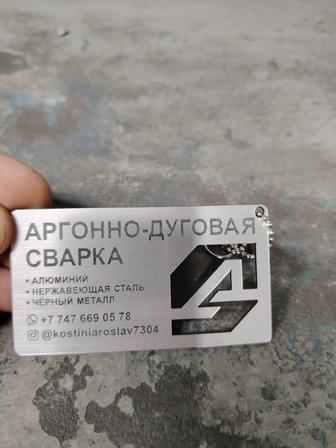 АРГОННО-ДУГОВАЯ
СВАРКА
• АЛЮМИНИЙ
• НЕРЖАВЕЮЩАЯ СТАЛЬ
• ЧЁРНЫЙ МЕТАЛЛ
+7 747 669 05 78
@kostiniaroslav7304